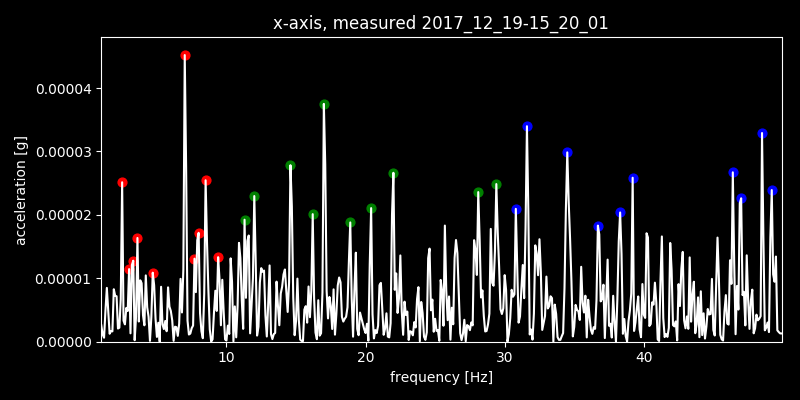 x-axis, measured 2017_12_19-15_20_01
acceleration [g]
0.00004
0.00003
0.00002
0.00001
0.00000
10 20 30 40
frequency [Hz]